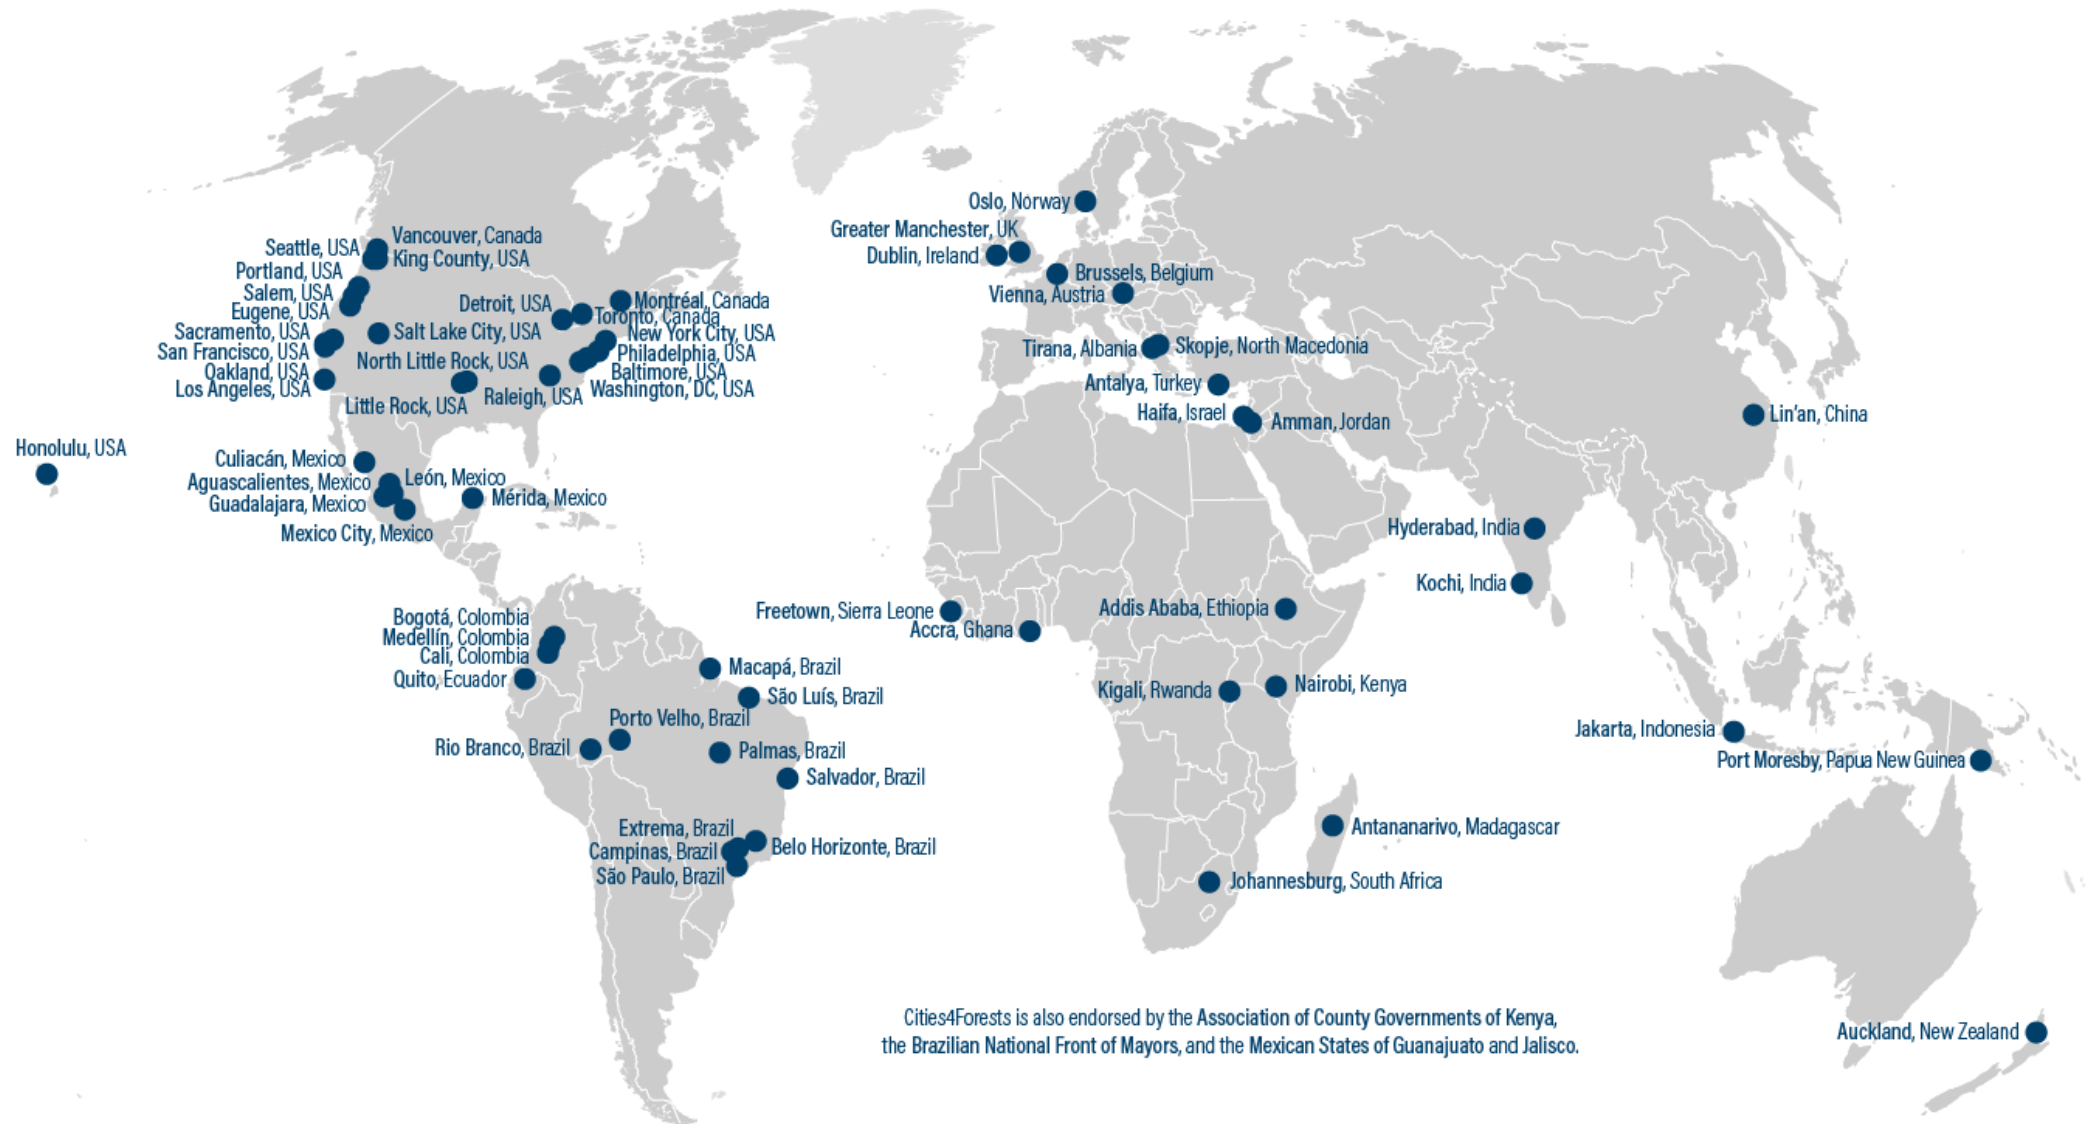 Oslo, Norway
Greater Manchester, UK
Dublin, Ireland
Brussels, Belgium
Vienna, Austria
Tirana, Albania
Skopje, North Macedonia
Antalya, Turkey
Haifa, Israel
Amman, Jordan
Lin'an, China
Vancouver, Canada
Seattle, USA
King County, USA
Portland, USA
Salem, USA
Eugene, USA
Sacramento, USA
San Francisco, USA
Oakland, USA
Los Angeles, USA
Salt Lake City, USA
Detroit, USA
Montréal, Canada
Toronto, Canada
New York City, USA
Philadelphia, USA
Baltimore, USA
Washington, DC, USA
North Little Rock, USA
Little Rock, USA
Raleigh, USA
Honolulu, USA
Culiacán, Mexico
Aguascalientes, Mexico
León, Mexico
Guadalajara, Mexico
Mérida, Mexico
Mexico City, Mexico
Hyderabad, India
Kochi, India
Bogotá, Colombia
Medellín, Colombia
Cali, Colombia
Quito, Ecuador
Freetown, Sierra Leone
Accra, Ghana
Addis Ababa, Ethiopia
Kigali, Rwanda
Nairobi, Kenya
Macapá, Brazil
São Luís, Brazil
Porto Velho, Brazil
Rio Branco, Brazil
Palmas, Brazil
Salvador, Brazil
Extrema, Brazil
Campinas, Brazil
Belo Horizonte, Brazil
São Paulo, Brazil
Jakarta, Indonesia
Port Moresby, Papua New Guinea
Antananarivo, Madagascar
Johannesburg, South Africa
Auckland, New Zealand
Cities4Forests is also endorsed by the Association of County Governments of Kenya,
the Brazilian National Front of Mayors, and the Mexican States of Guanajuato and Jalisco.